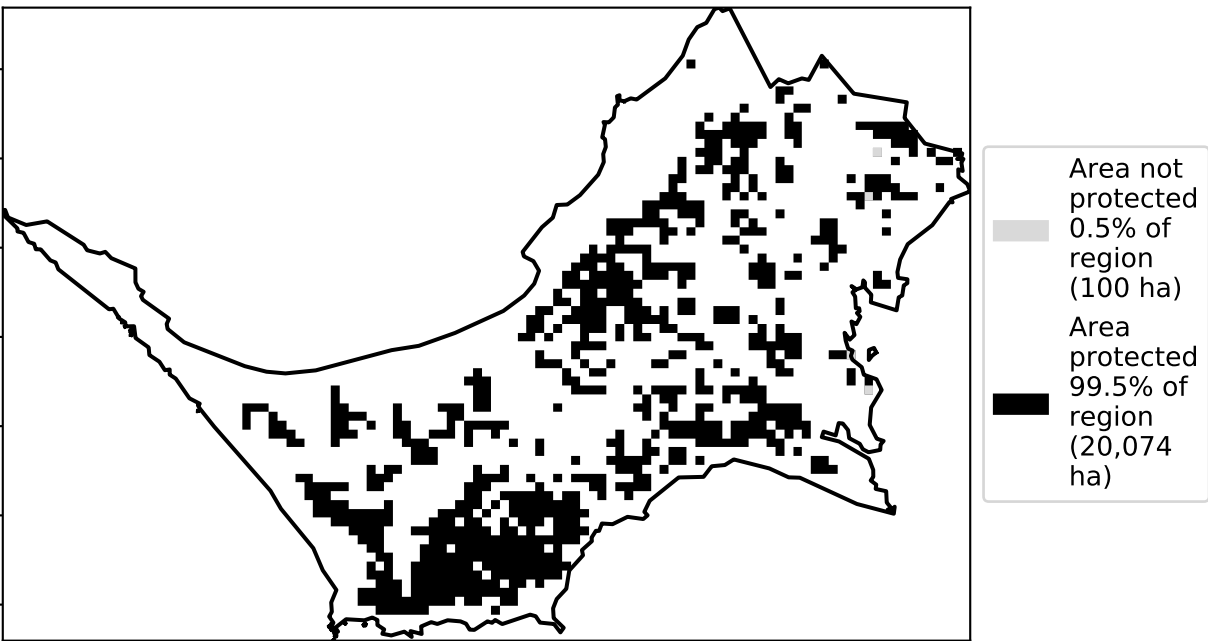 Area not
protected
0.5% of
region
(100 ha)
Area
protected
99.5% of
region
(20,074
ha)